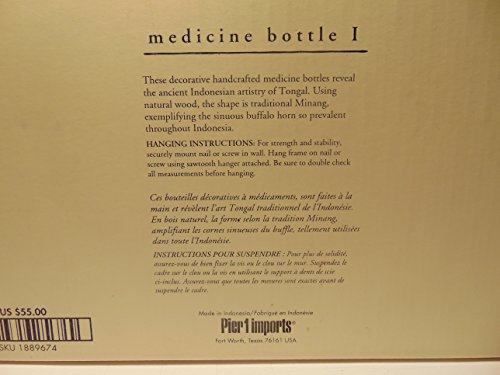 medicine bottle I
These decorative handcrafted medicine bottles reveal
the ancient Indonesian artistry of Tongal. Using
natural wood, the shape is traditional Minang,
exemplifying the sinuous buffalo horn so prevalent
throughout Indonesia.
HANGING INSTRUCTIONS: For strength and stability,
securely mount nail or screw in wall. Hang frame on nail or
screw using sawtooth hanger attached. Be sure to double check
all measurements before hanging.
Ces bouteilles décoratives à médicaments, sont faites à la
main et révèlent l'art Tongal traditionnel de l'Indonésie.
En bois naturel, la forme selon la tradition Minang,
amplifiant les cornes sinueuses du buffle, tellement utilisées
dans toute l'Indonésie.
INSTRUCTIONS POUR SUSPENDRE : Pour plus de solidité,
assurez-vous de bien fixer la vis ou le clou sur le mur. Suspendez le
cadre sur le clou ou la vis en utilisant le support à dents de scie
ci-inclus. Assurez-vous que toutes les mesures sont exactes avant de
suspendre le cadre.
US $55.00
SKU 1889674
Made in Indonesia/Fabriqué en Indonésie
Pier 1 imports®
Fort Worth, Texas 76161 USA